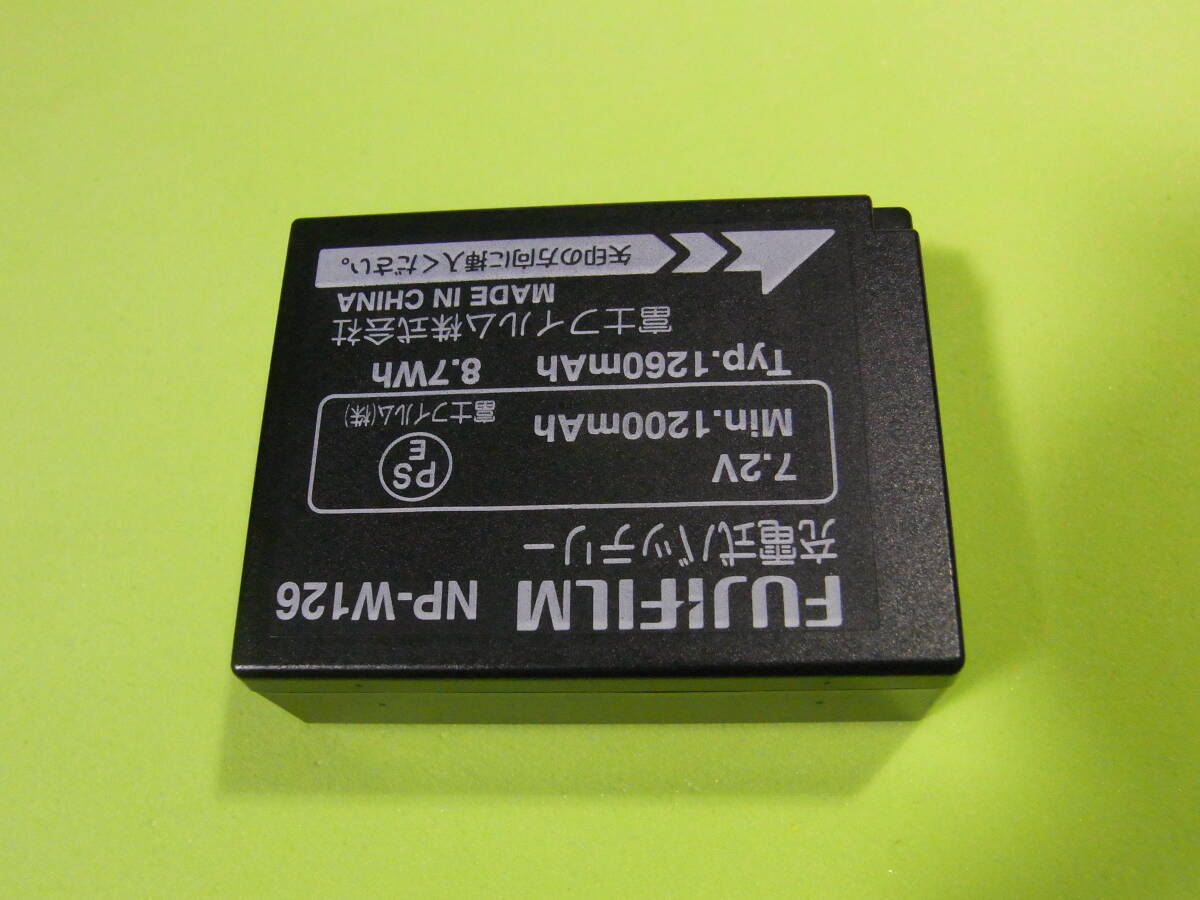 FUJIFILM NP-W126
充電式バッテリー
7.2V
Min.1200mAh
PS
E
富士フイルム(株)
Typ.1260mAh 8.7Wh
富士フイルム株式会社
MADE IN CHINA
矢印の方向に挿入ください。